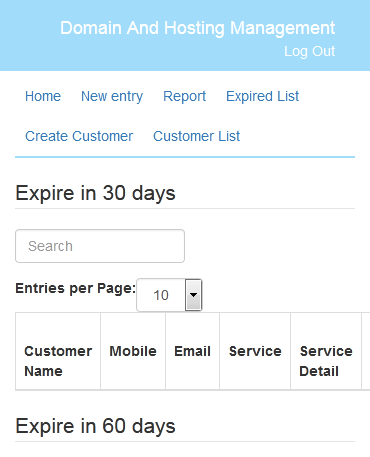 Domain And Hosting Management
Log Out
Home New entry Report Expired List
Create Customer Customer List
Expire in 30 days
Search
Entries per Page: 10
Customer Name Mobile Email Service Service Detail
Expire in 60 days